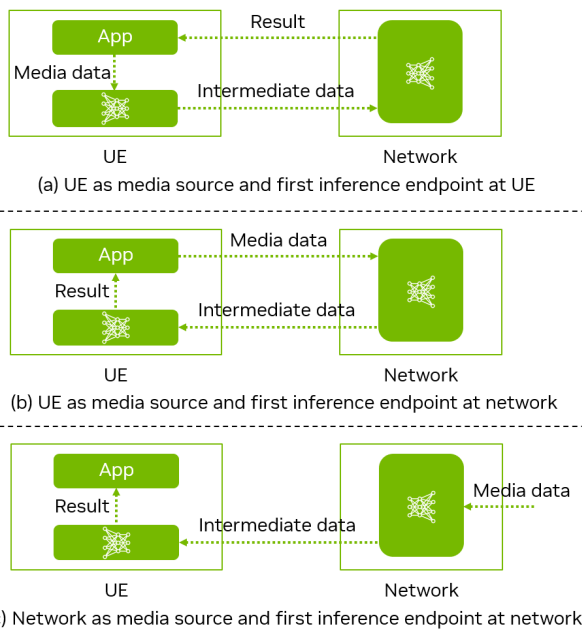 Result
App
Media data
Intermediate data
UE
Network
(a) UE as media source and first inference endpoint at UE
Media data
App
Result
Intermediate data
UE
Network
(b) UE as media source and first inference endpoint at network
App
Media data
Result
Intermediate data
UE
Network
) Network as media source and first inference endpoint at network